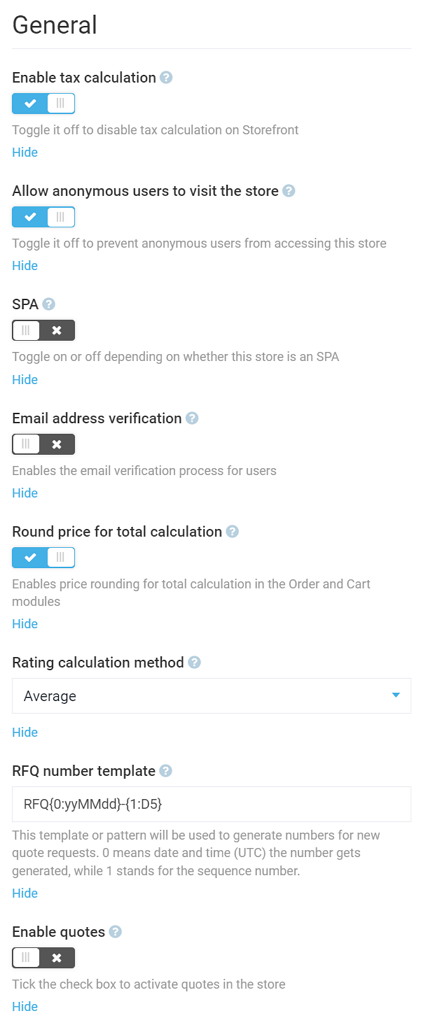 General
Enable tax calculation ?
Toggle it off to disable tax calculation on Storefront
Hide
Allow anonymous users to visit the store ?
Toggle it off to prevent anonymous users from accessing this store
Hide
SPA ?
Toggle on or off depending on whether this store is an SPA
Hide
Email address verification ?
Enables the email verification process for users
Hide
Round price for total calculation ?
Enables price rounding for total calculation in the Order and Cart
modules
Hide
Rating calculation method ?
Average
Hide
RFQ number template ?
RFQ{0:yyMMdd}-{1:D5}
This template or pattern will be used to generate numbers for new
quote requests. 0 means date and time (UTC) the number gets
generated, while 1 stands for the sequence number.
Hide
Enable quotes ?
Tick the check box to activate quotes in the store
Hide